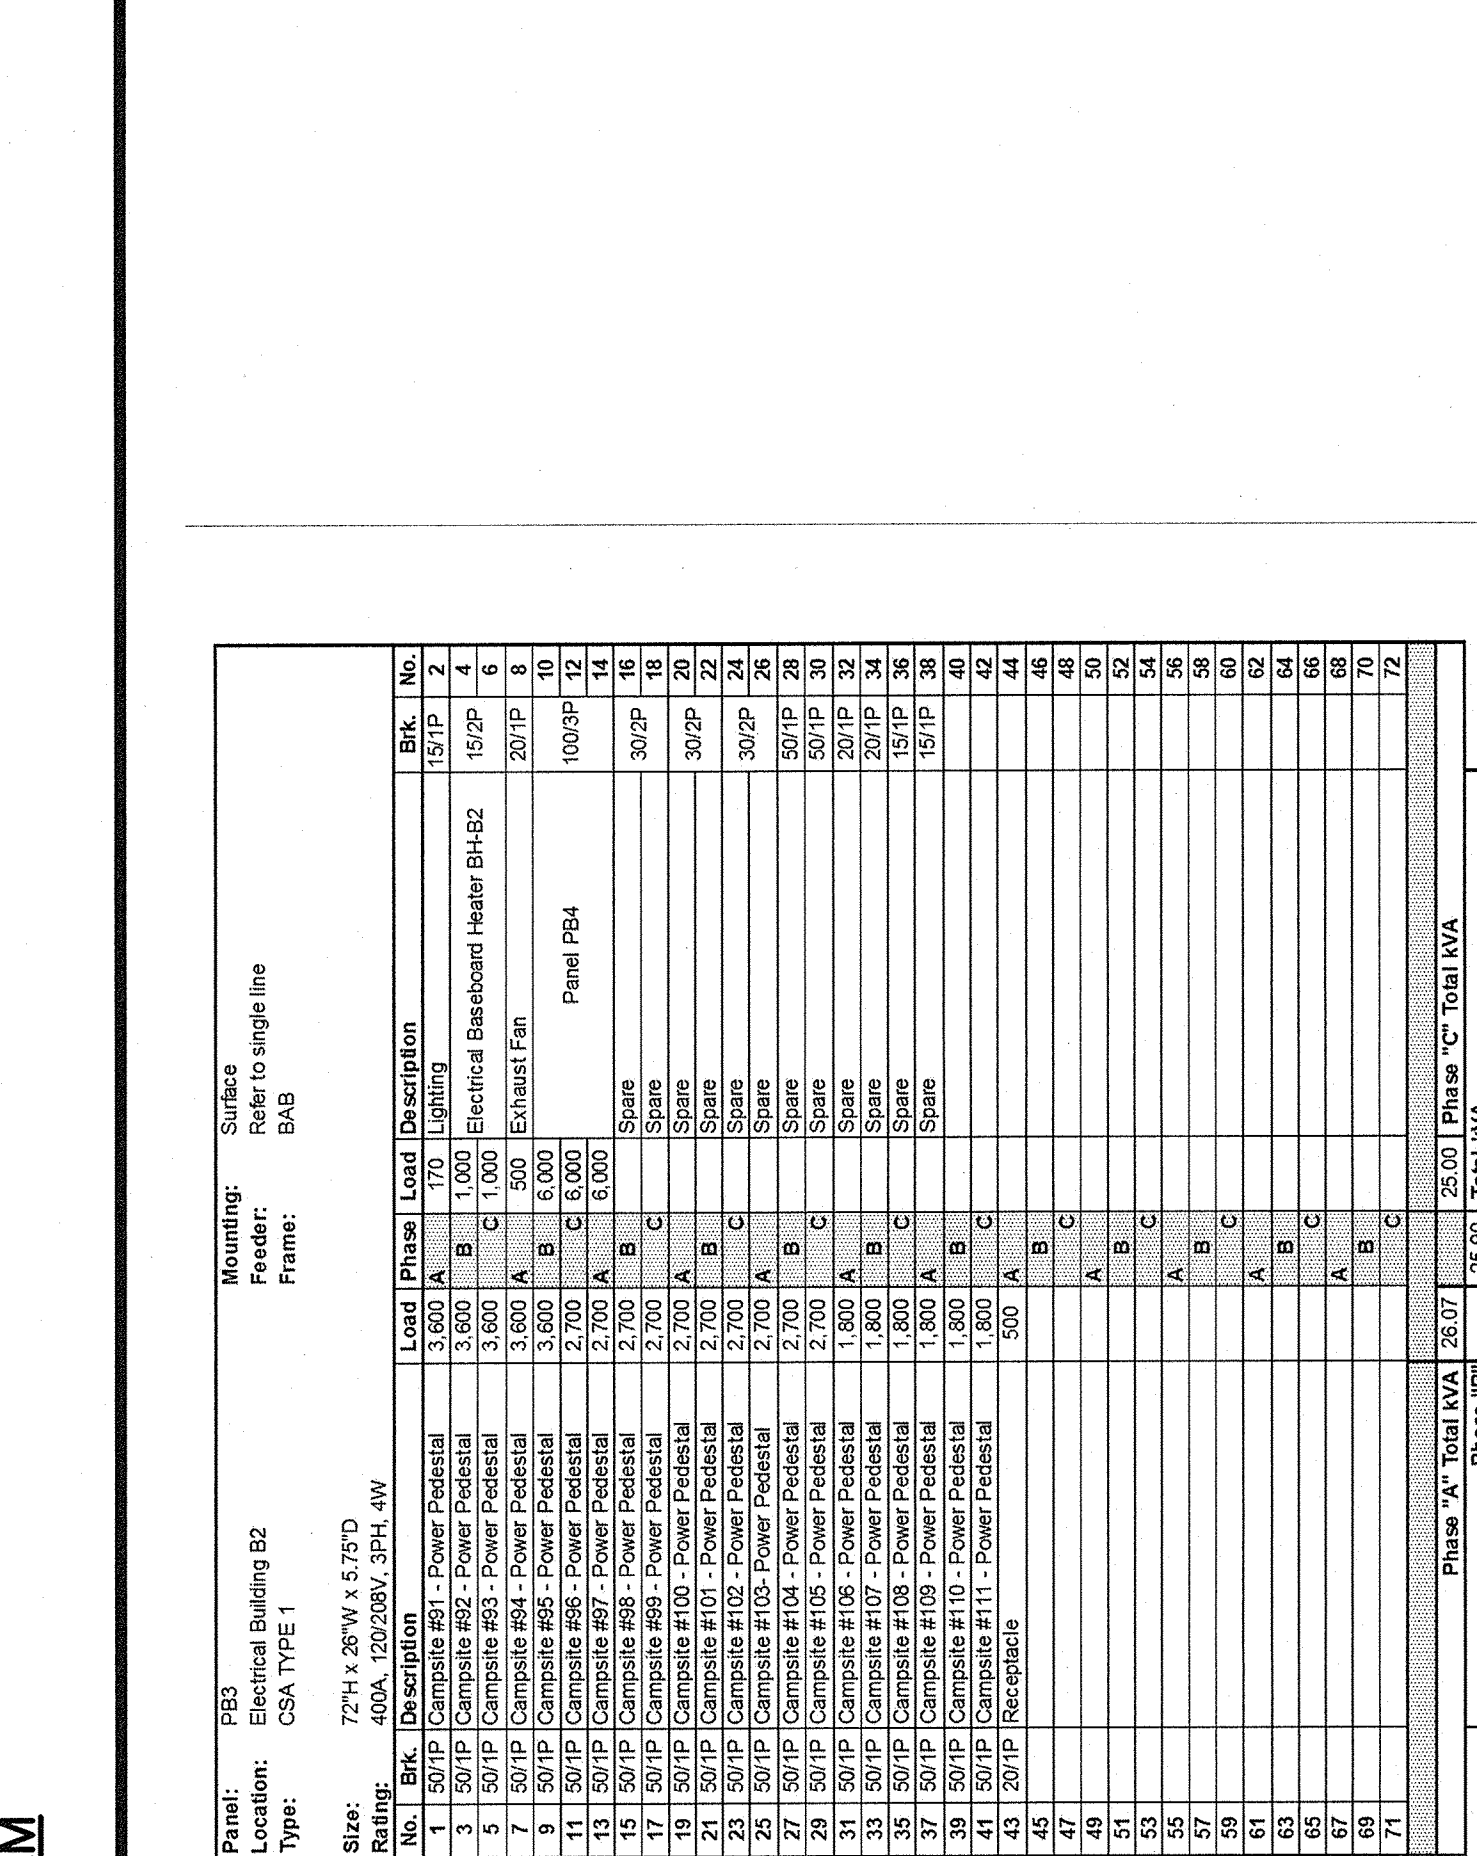 M
Panel: PB3 Mounting: Surface
Location: Electrical Building B2 Feeder: Refer to single line
Type: CSA TYPE 1 Frame: BAB
Size: 72"H x 26"W x 5.75"D
Rating: 400A, 120/208V, 3PH, 4W
No. Brk. Description Load Phase Load Description Brk. No.
1 50/1P Campsite #91 - Power Pedestal 3,600 A 170 Lighting 15/1P 2
3 50/1P Campsite #92 - Power Pedestal 3,600 B 1,000 Electrical Baseboard Heater BH-B2 15/2P 4
5 50/1P Campsite #93 - Power Pedestal 3,600 C 1,000 6
7 50/1P Campsite #94 - Power Pedestal 3,600 A 500 Exhaust Fan 20/1P 8
9 50/1P Campsite #95 - Power Pedestal 3,600 B 6,000 10
11 50/1P Campsite #96 - Power Pedestal 2,700 C 6,000 Panel PB4 100/3P 12
13 50/1P Campsite #97 - Power Pedestal 2,700 A 6,000 14
15 50/1P Campsite #98 - Power Pedestal 2,700 B Spare 30/2P 16
17 50/1P Campsite #99 - Power Pedestal 2,700 C Spare 18
19 50/1P Campsite #100 - Power Pedestal 2,700 A Spare 30/2P 20
21 50/1P Campsite #101 - Power Pedestal 2,700 B Spare 22
23 50/1P Campsite #102 - Power Pedestal 2,700 C Spare 30/2P 24
25 50/1P Campsite #103- Power Pedestal 2,700 A Spare 26
27 50/1P Campsite #104 - Power Pedestal 2,700 B Spare 50/1P 28
29 50/1P Campsite #105 - Power Pedestal 2,700 C Spare 50/1P 30
31 50/1P Campsite #106 - Power Pedestal 1,800 A Spare 20/1P 32
33 50/1P Campsite #107 - Power Pedestal 1,800 B Spare 20/1P 34
35 50/1P Campsite #108 - Power Pedestal 1,800 C Spare 15/1P 36
37 50/1P Campsite #109 - Power Pedestal 1,800 A Spare 15/1P 38
39 50/1P Campsite #110 - Power Pedestal 1,800 B 40
41 50/1P Campsite #111 - Power Pedestal 1,800 C 42
43 20/1P Receptacle 500 A 44
45 B 46
47 C 48
49 A 50
51 B 52
53 C 54
55 A 56
57 B 58
59 C 60
61 A 62
63 B 64
65 C 66
67 A 68
69 B 70
71 C 72
Phase "A" Total kVA 26.07 25.00 Phase "C" Total kVA
Phase "B" 25.00 Total kVA